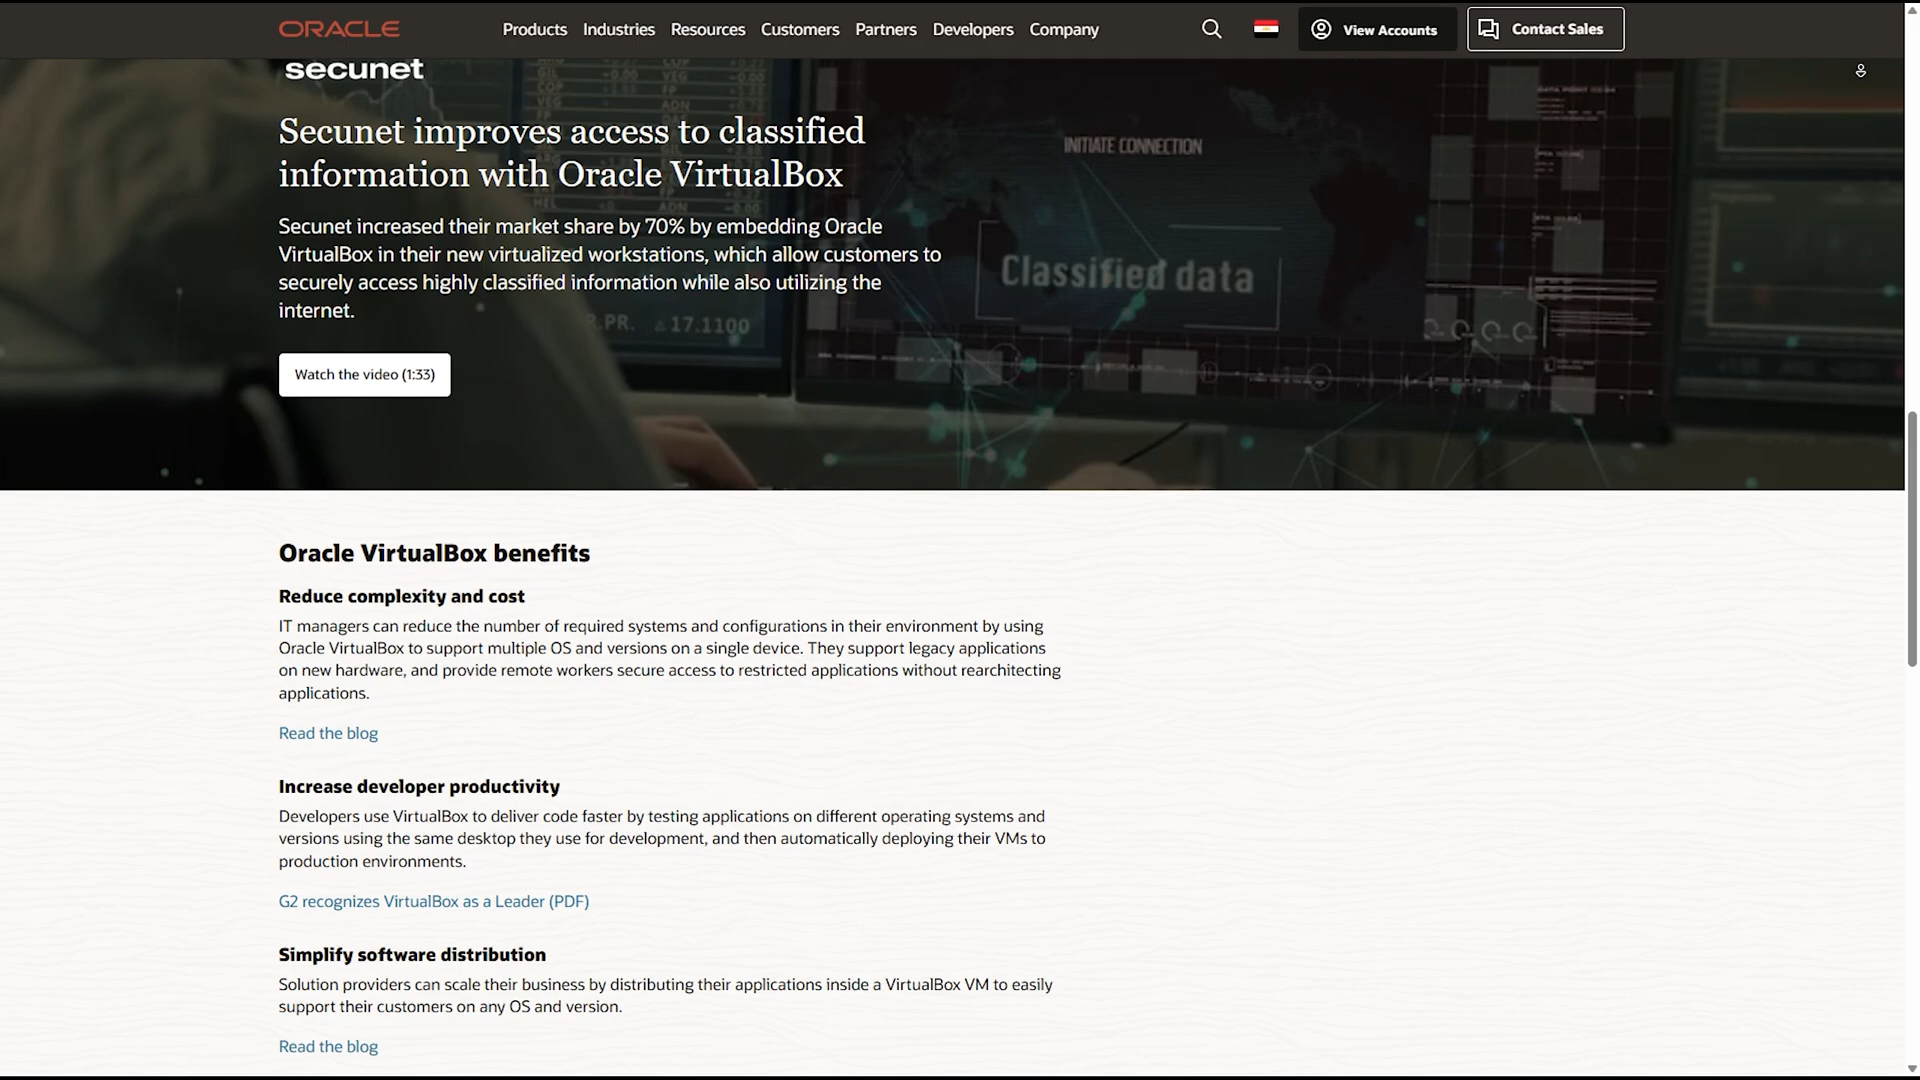 ORACLE
Products Industries Resources Customers Partners Developers Company
View Accounts
Contact Sales
secunet
Secunet improves access to classified
information with Oracle VirtualBox
Secunet increased their market share by 70% by embedding Oracle
VirtualBox in their new virtualized workstations, which allow customers to
securely access highly classified information while also utilizing the
internet.
Watch the video (1:33)
INITIATE CONNECTION
Classified data
17.1100
Oracle VirtualBox benefits
Reduce complexity and cost
IT managers can reduce the number of required systems and configurations in their environment by using
Oracle VirtualBox to support multiple OS and versions on a single device. They support legacy applications
on new hardware, and provide remote workers secure access to restricted applications without rearchitecting
applications.
Read the blog
Increase developer productivity
Developers use VirtualBox to deliver code faster by testing applications on different operating systems and
versions using the same desktop they use for development, and then automatically deploying their VMs to
production environments.
G2 recognizes VirtualBox as a Leader (PDF)
Simplify software distribution
Solution providers can scale their business by distributing their applications inside a VirtualBox VM to easily
support their customers on any OS and version.
Read the blog